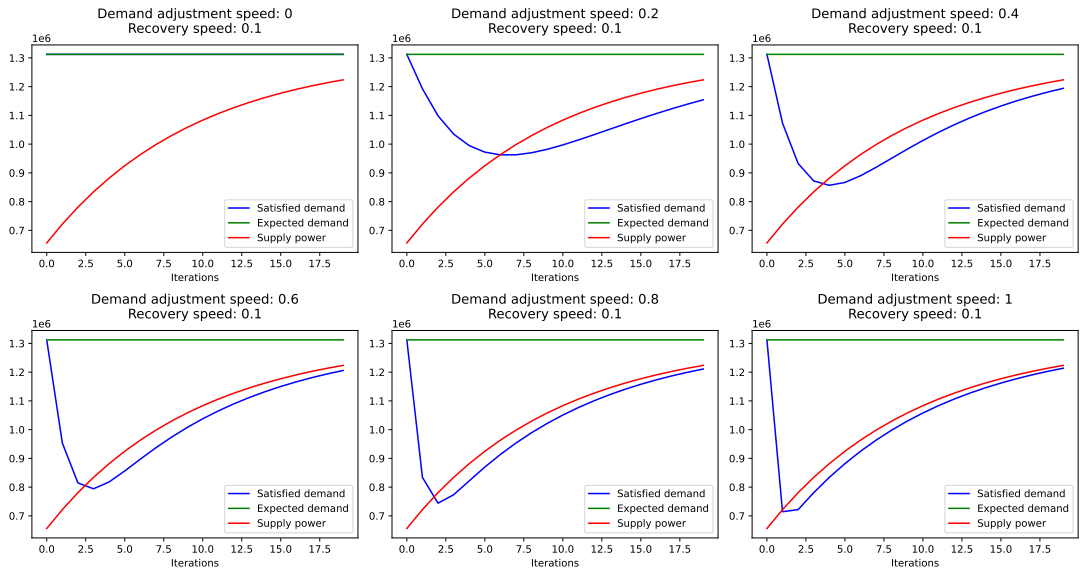 Demand adjustment speed: 0
Recovery speed: 0.1
1e6
1.3
1.2
1.1
1.0
0.9
0.8
0.7
Satisfied demand
Expected demand
Supply power
0.0 2.5 5.0 7.5 10.0 12.5 15.0 17.5
Iterations
Demand adjustment speed: 0.2
Recovery speed: 0.1
1e6
1.3
1.2
1.1
1.0
0.9
0.8
0.7
Satisfied demand
Expected demand
Supply power
0.0 2.5 5.0 7.5 10.0 12.5 15.0 17.5
Iterations
Demand adjustment speed: 0.4
Recovery speed: 0.1
1e6
1.3
1.2
1.1
1.0
0.9
0.8
0.7
Satisfied demand
Expected demand
Supply power
0.0 2.5 5.0 7.5 10.0 12.5 15.0 17.5
Iterations
Demand adjustment speed: 0.6
Recovery speed: 0.1
1e6
1.3
1.2
1.1
1.0
0.9
0.8
0.7
Satisfied demand
Expected demand
Supply power
0.0 2.5 5.0 7.5 10.0 12.5 15.0 17.5
Iterations
Demand adjustment speed: 0.8
Recovery speed: 0.1
1e6
1.3
1.2
1.1
1.0
0.9
0.8
0.7
Satisfied demand
Expected demand
Supply power
0.0 2.5 5.0 7.5 10.0 12.5 15.0 17.5
Iterations
Demand adjustment speed: 1
Recovery speed: 0.1
1e6
1.3
1.2
1.1
1.0
0.9
0.8
0.7
Satisfied demand
Expected demand
Supply power
0.0 2.5 5.0 7.5 10.0 12.5 15.0 17.5
Iterations